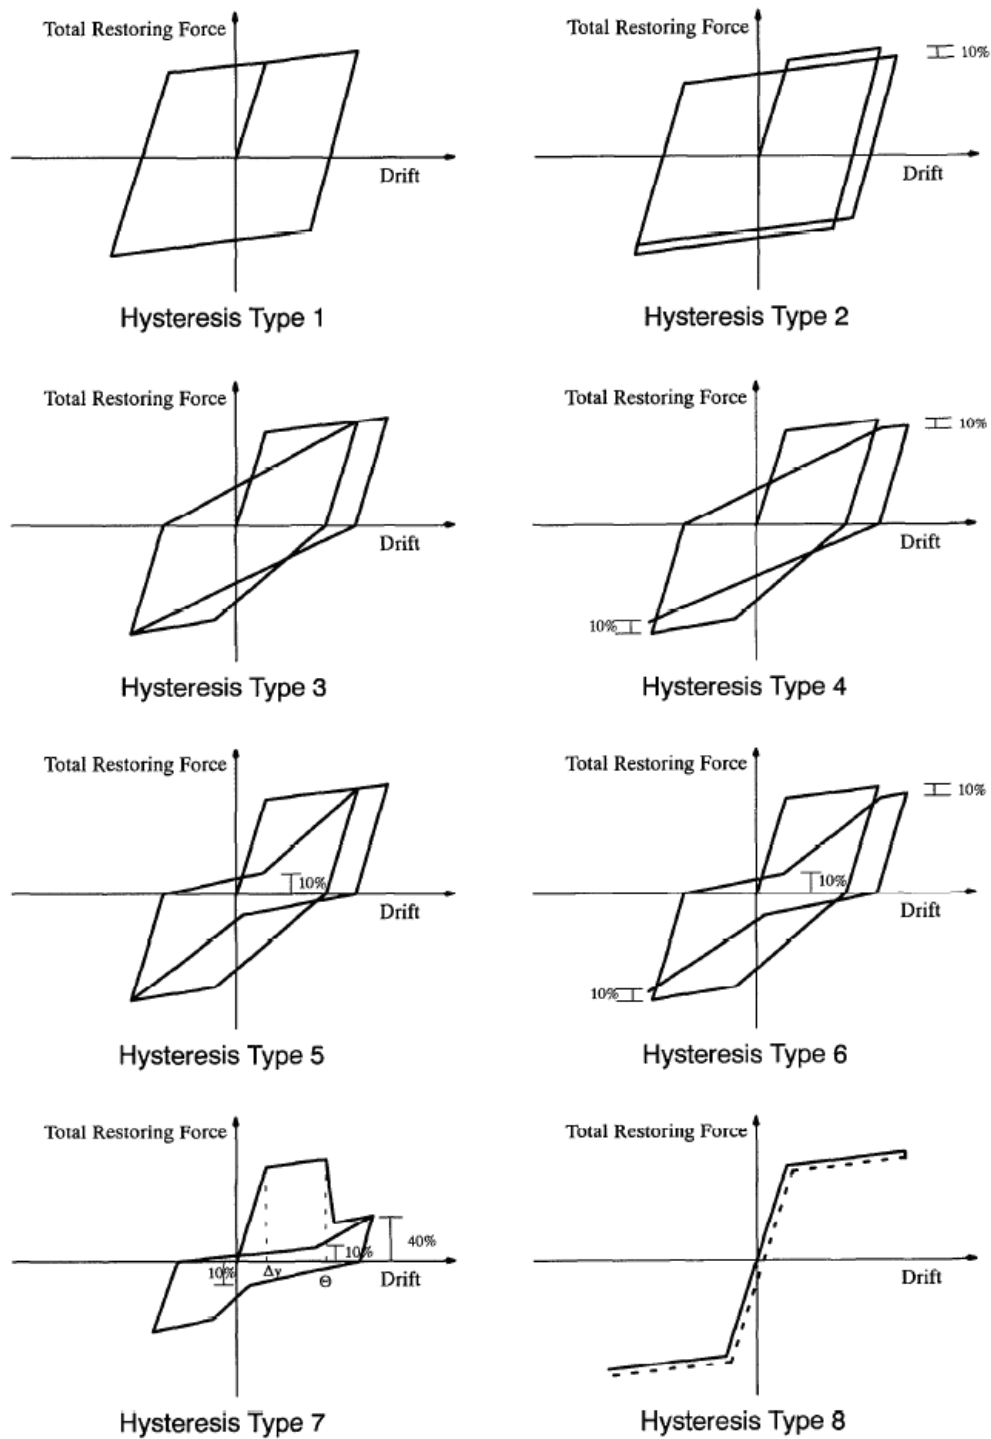 Total Restoring Force
10%
Drift
Hysteresis Type 1
Total Restoring Force
Drift
Hysteresis Type 2
Total Restoring Force
Drift
Hysteresis Type 3
Total Restoring Force
10%
Drift
10%
Hysteresis Type 4
Total Restoring Force
10%
Drift
Hysteresis Type 5
Total Restoring Force
10%
10%
Drift
10%
Hysteresis Type 6
Total Restoring Force
40%
10%
10%
Δy
Θ
Drift
Hysteresis Type 7
Total Restoring Force
Drift
Hysteresis Type 8